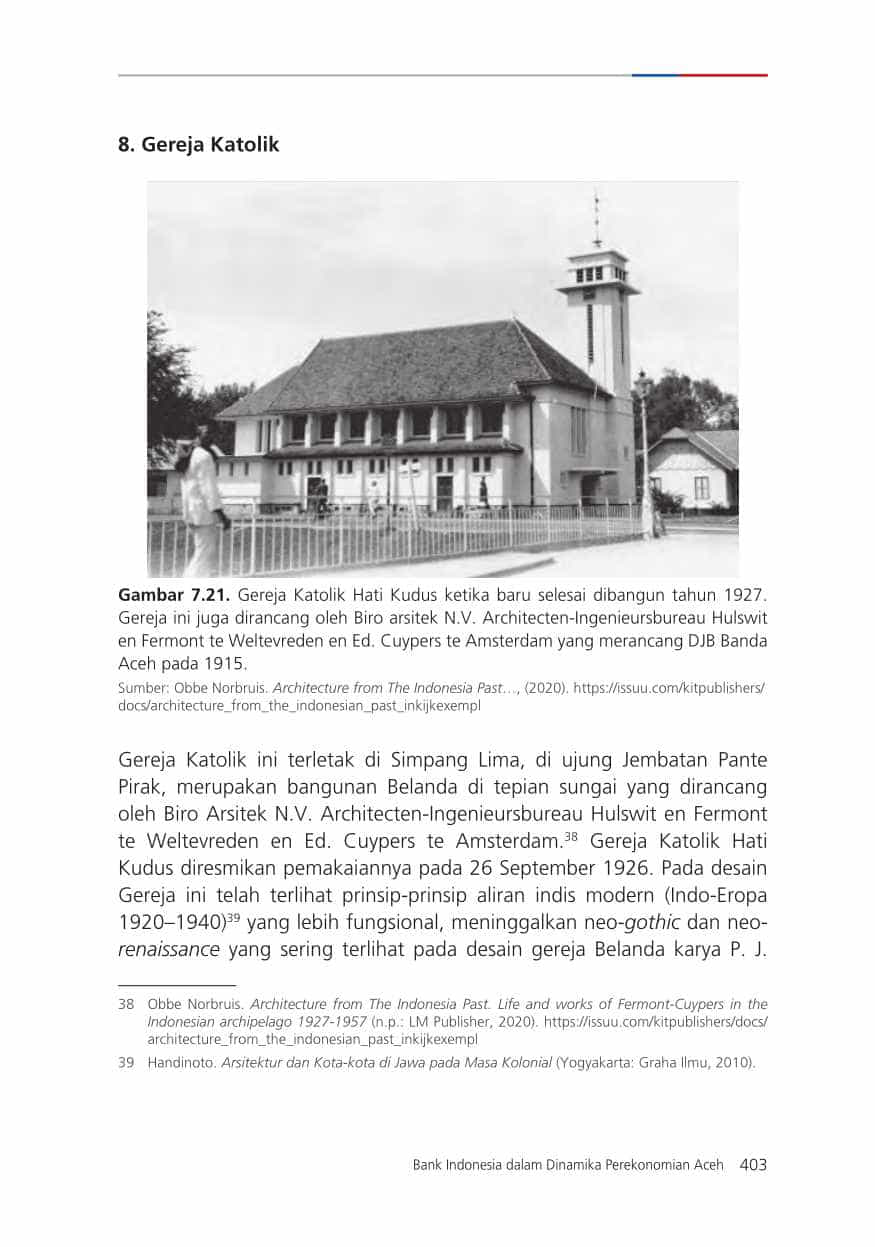 8. Gereja Katolik
Gambar 7.21. Gereja Katolik Hati Kudus ketika baru selesai dibangun tahun 1927.
Gereja ini juga dirancang oleh Biro arsitek N.V. Architecten-Ingenieursbureau Hulswit
en Fermont te Weltevreden en Ed. Cuypers te Amsterdam yang merancang DJB Banda
Aceh pada 1915.
Sumber: Obbe Norbruis. Architecture from The Indonesia Past…, (2020). https://issuu.com/kitpublishers/
docs/architecture_from_the_indonesian_past_inkijkexempl
Gereja Katolik ini terletak di Simpang Lima, di ujung Jembatan Pante
Pirak, merupakan bangunan Belanda di tepian sungai yang dirancang
oleh Biro Arsitek N.V. Architecten-Ingenieursbureau Hulswit en Fermont
te Weltevreden en Ed. Cuypers te Amsterdam.³⁸ Gereja Katolik Hati
Kudus diresmikan pemakaiannya pada 26 September 1926. Pada desain
Gereja ini telah terlihat prinsip-prinsip aliran indis modern (Indo-Eropa
1920–1940)³⁹ yang lebih fungsional, meninggalkan neo-gothic dan neo-
renaissance yang sering terlihat pada desain gereja Belanda karya P. J.
38 Obbe Norbruis. Architecture from The Indonesia Past. Life and works of Fermont-Cuypers in the
Indonesian archipelago 1927-1957 (n.p.: LM Publisher, 2020). https://issuu.com/kitpublishers/docs/
architecture_from_the_indonesian_past_inkijkexempl
39 Handinoto. Arsitektur dan Kota-kota di Jawa pada Masa Kolonial (Yogyakarta: Graha Ilmu, 2010).
Bank Indonesia dalam Dinamika Perekonomian Aceh 403